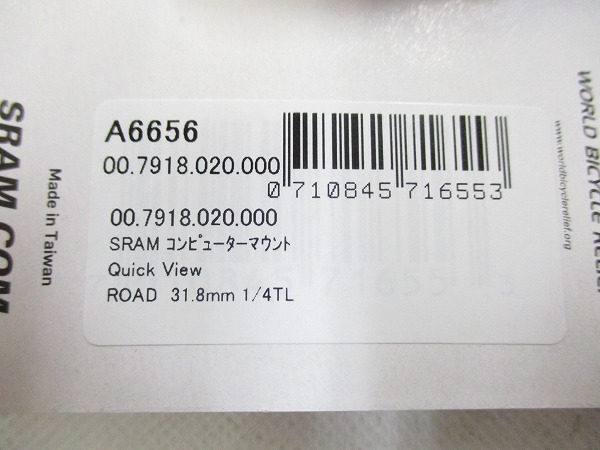 A6656
00.7918.020.000
0 710845 716553
00.7918.020.000
SRAM ｺﾝﾋﾟｭｰﾀｰﾏｳﾝﾄ
Quick View
ROAD 31.8mm 1/4TL
SRAM.COM
Made in Taiwan
WORLD BICYCLE RELIEF
www.worldbicyclerelief.org